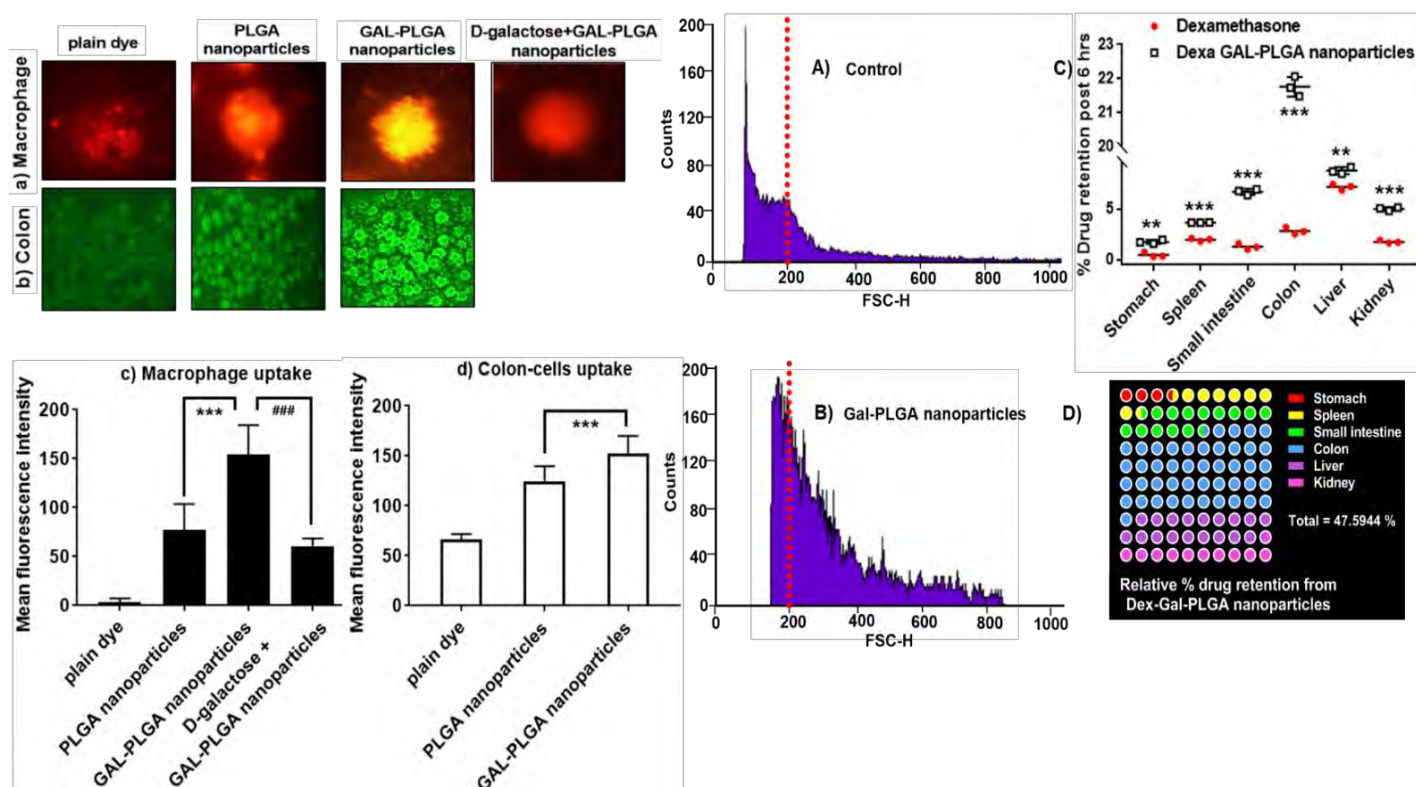 plain dye
PLGA
nanoparticles
GAL-PLGA
nanoparticles
D-galactose+GAL-PLGA
nanoparticles
a) Macrophage
b) Colon
c) Macrophage uptake
Mean fluorescence intensity
200
150
100
50
0
***
###
plain dye
PLGA nanoparticles
GAL-PLGA nanoparticles
D-galactose +
GAL-PLGA nanoparticles
d) Colon-cells uptake
Mean fluorescence intensity
200
150
100
50
0
***
plain dye
PLGA nanoparticles
GAL-PLGA nanoparticles
A) Control
Counts
200
160
120
80
40
0
0 200 400 600 800 1000
FSC-H
B) Gal-PLGA nanoparticles
Counts
200
160
120
80
40
0
0 200 400 600 800 1000
FSC-H
C)
Dexamethasone
Dexa GAL-PLGA nanoparticles
% Drug retention post 6 hrs
23
22
21
20
5
0
**
***
***
***
**
***
Stomach
Spleen
Small intestine
Colon
Liver
Kidney
D)
Stomach
Spleen
Small intestine
Colon
Liver
Kidney
Total = 47.5944 %
Relative % drug retention from
Dex-Gal-PLGA nanoparticles